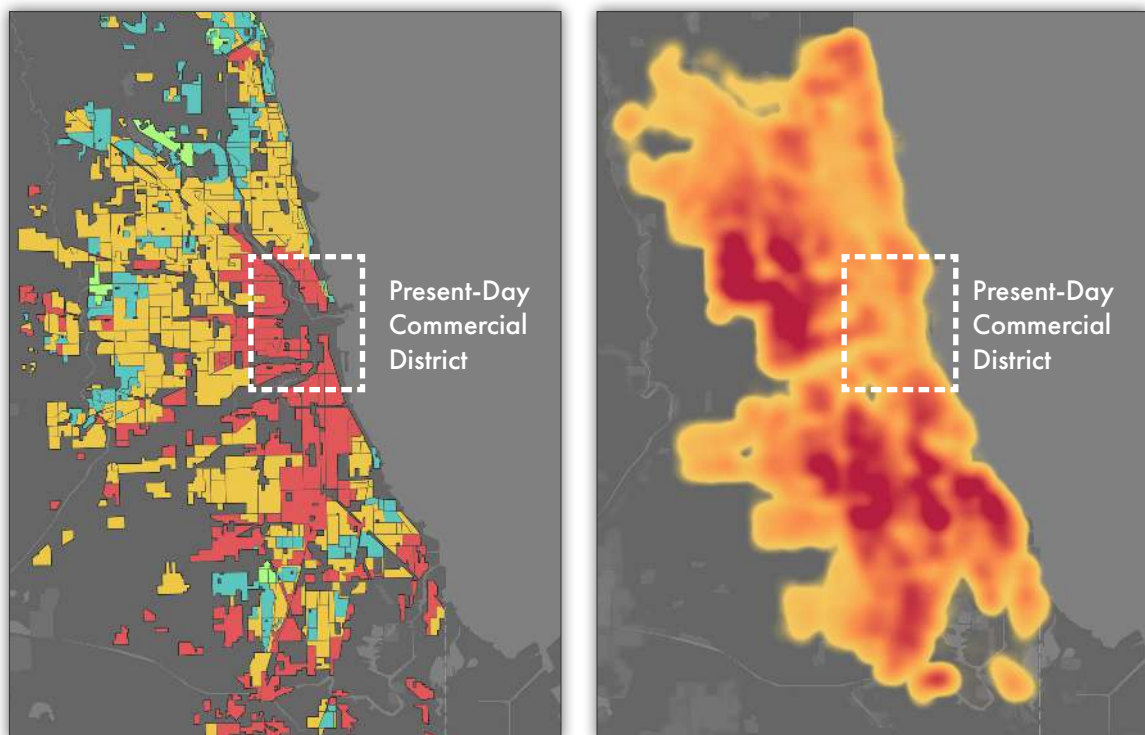 Present-Day
Commercial
District
Present-Day
Commercial
District